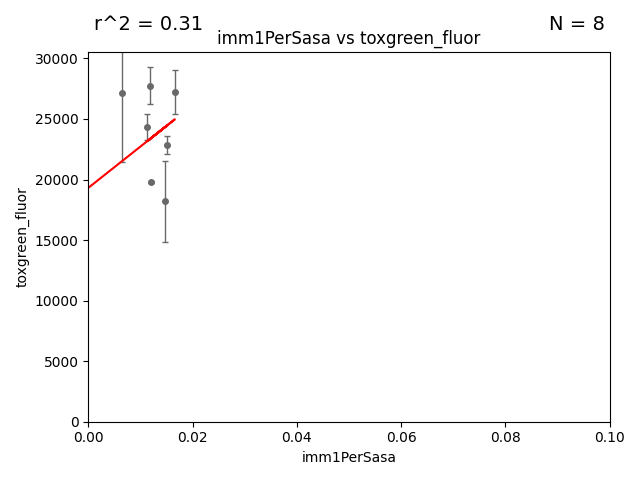 r^2 = 0.31
N = 8
imm1PerSasa vs toxgreen_fluor
30000
25000
20000
15000
10000
5000
0
toxgreen_fluor
0.00
0.02
0.04
0.06
0.08
0.10
imm1PerSasa